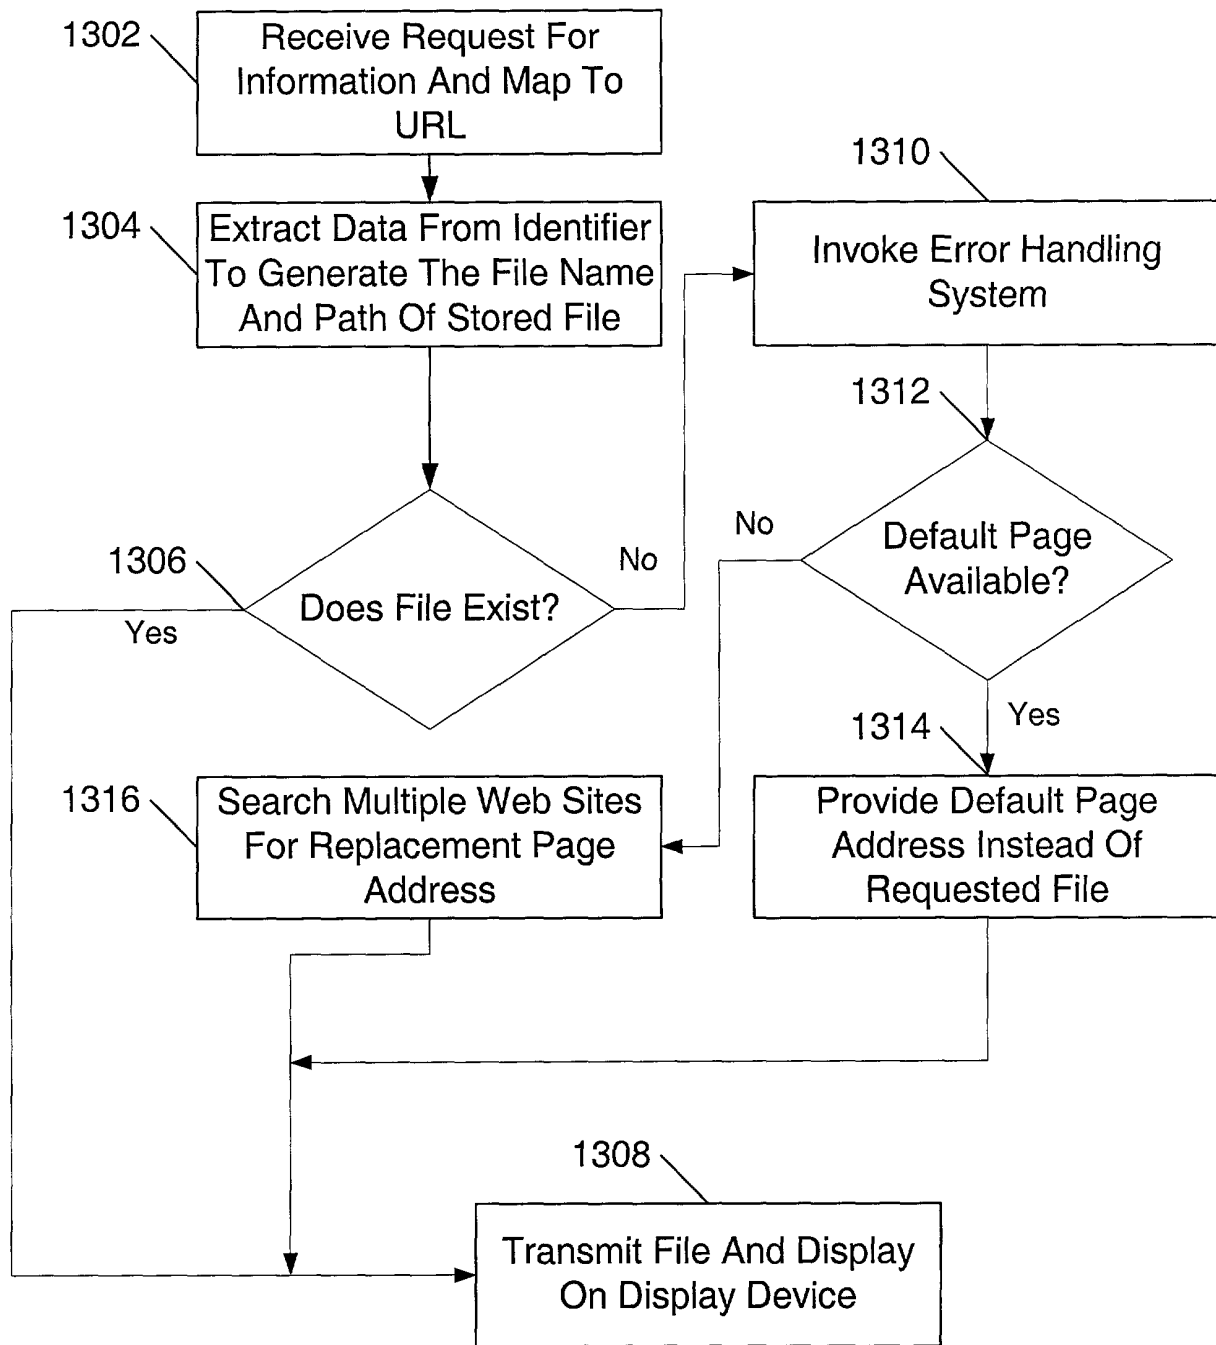 1302
Receive Request For
Information And Map To
URL
1304
Extract Data From Identifier
To Generate The File Name
And Path Of Stored File
1306
Does File Exist?
Yes
No
1310
Invoke Error Handling
System
1312
Default Page
Available?
No
Yes
1314
Provide Default Page
Address Instead Of
Requested File
1316
Search Multiple Web Sites
For Replacement Page
Address
1308
Transmit File And Display
On Display Device